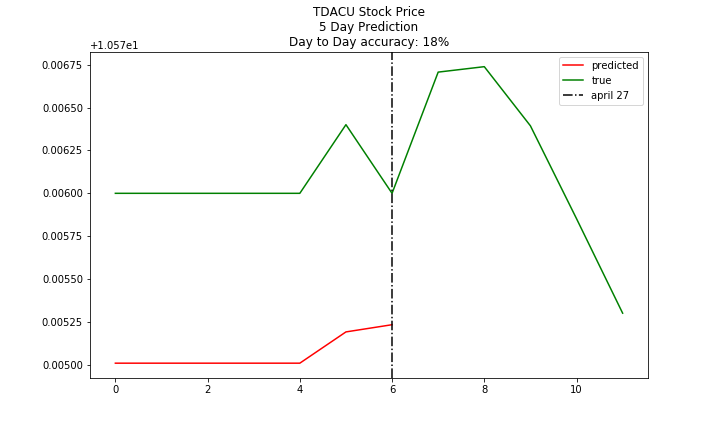 TDACU Stock Price
5 Day Prediction
Day to Day accuracy: 18%
+1.057e1
0.00675
0.00650
0.00625
0.00600
0.00575
0.00550
0.00525
0.00500
predicted
true
april 27
0 2 4 6 8 10